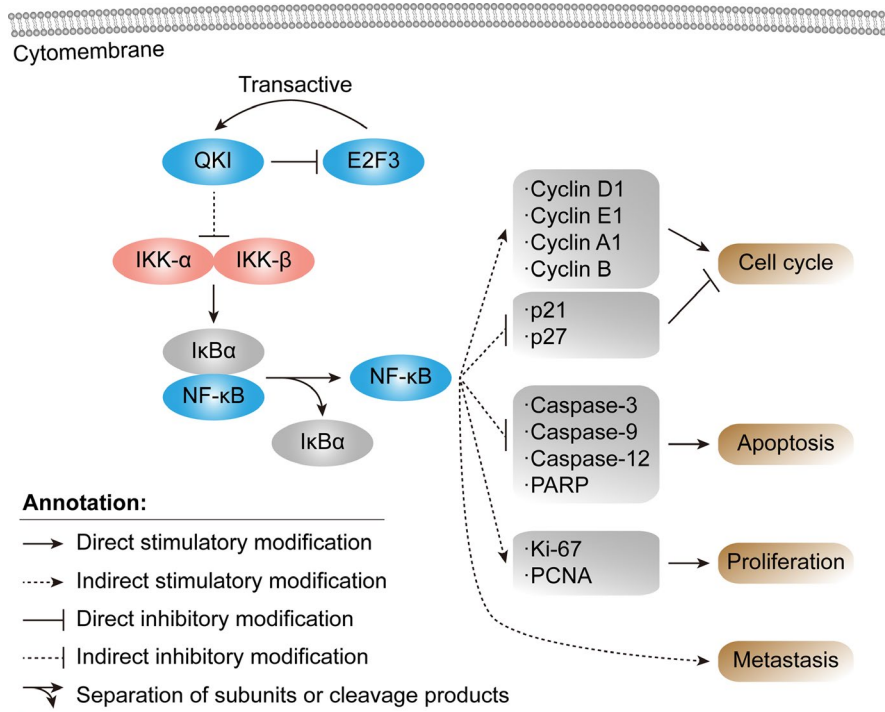 Cytomembrane
Transactive
QKI
E2F3
IKK-α
IKK-β
IκBα
NF-κB
NF-κB
IκBα
·Cyclin D1
·Cyclin E1
·Cyclin A1
·Cyclin B
Cell cycle
·p21
·p27
·Caspase-3
·Caspase-9
·Caspase-12
·PARP
Apoptosis
·Ki-67
·PCNA
Proliferation
Metastasis
Annotation:
Direct stimulatory modification
Indirect stimulatory modification
Direct inhibitory modification
Indirect inhibitory modification
Separation of subunits or cleavage products